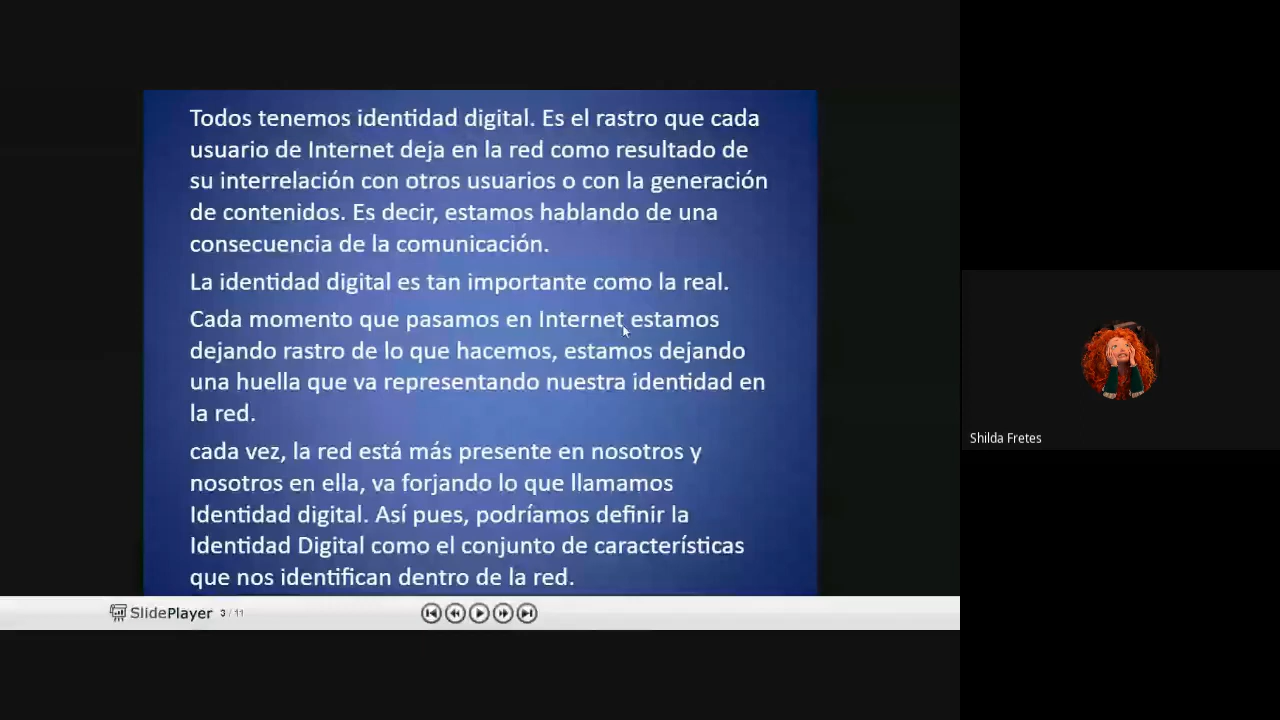 Todos tenemos identidad digital. Es el rastro que cada
usuario de Internet deja en la red como resultado de
su interrelación con otros usuarios o con la generación
de contenidos. Es decir, estamos hablando de una
consecuencia de la comunicación.
La identidad digital es tan importante como la real.
Cada momento que pasamos en Internet estamos
dejando rastro de lo que hacemos, estamos dejando
una huella que va representando nuestra identidad en
la red.
cada vez, la red está más presente en nosotros y
nosotros en ella, va forjando lo que llamamos
Identidad digital. Así pues, podríamos definir la
Identidad Digital como el conjunto de características
que nos identifican dentro de la red.
SlidePlayer 3 / 11
Shilda Fretes